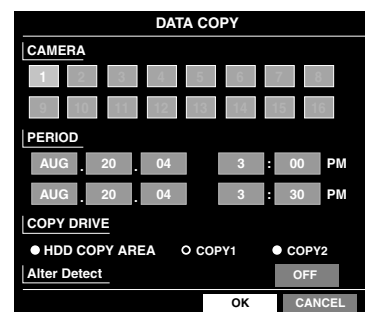 DATA COPY
CAMERA
1 2 3 4 5 6 7 8
9 10 11 12 13 14 15 16
PERIOD
AUG . 20 . 04 3 : 00 PM
AUG . 20 . 04 3 : 30 PM
COPY DRIVE
HDD COPY AREA COPY1 COPY2
Alter Detect OFF
OK CANCEL